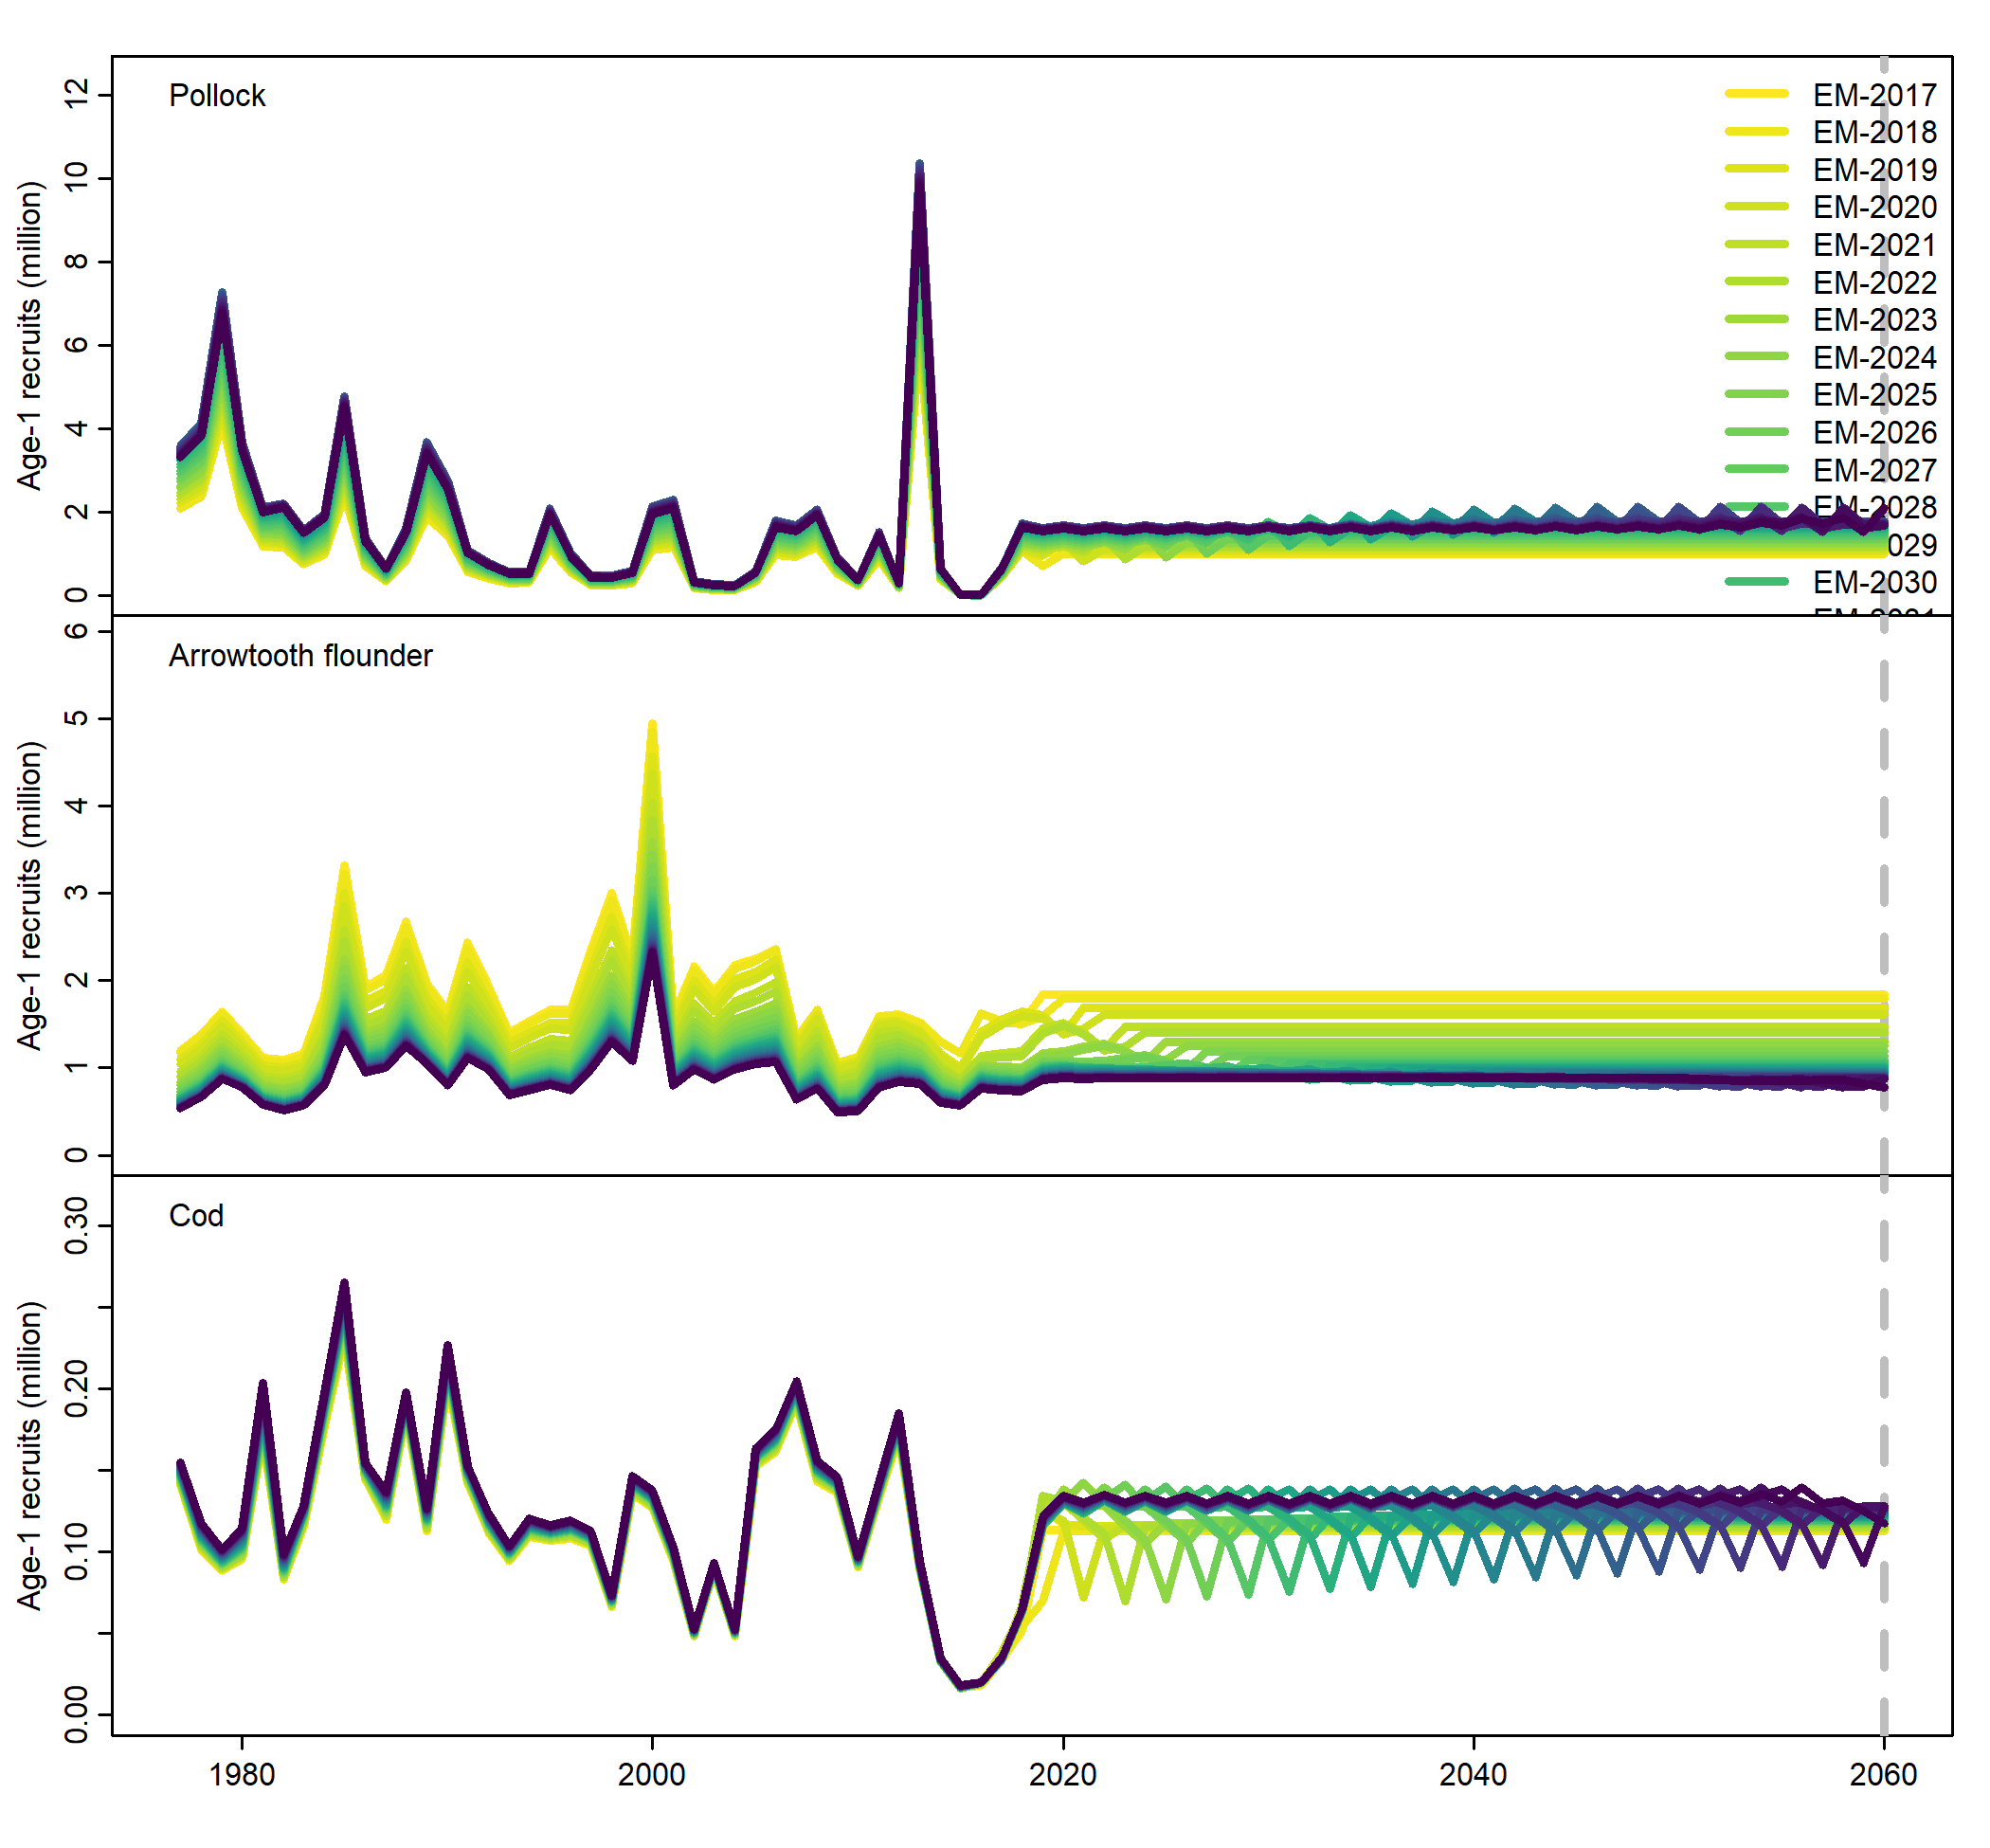 Pollock
Age-1 recruits (million)
12
10
8
6
4
2
0
EM-2017
EM-2018
EM-2019
EM-2020
EM-2021
EM-2022
EM-2023
EM-2024
EM-2025
EM-2026
EM-2027
EM-2028
029
EM-2030
Arrowtooth flounder
Age-1 recruits (million)
6
5
4
3
2
1
0
Cod
Age-1 recruits (million)
0.30
0.20
0.10
0.00
1980
2000
2020
2040
2060